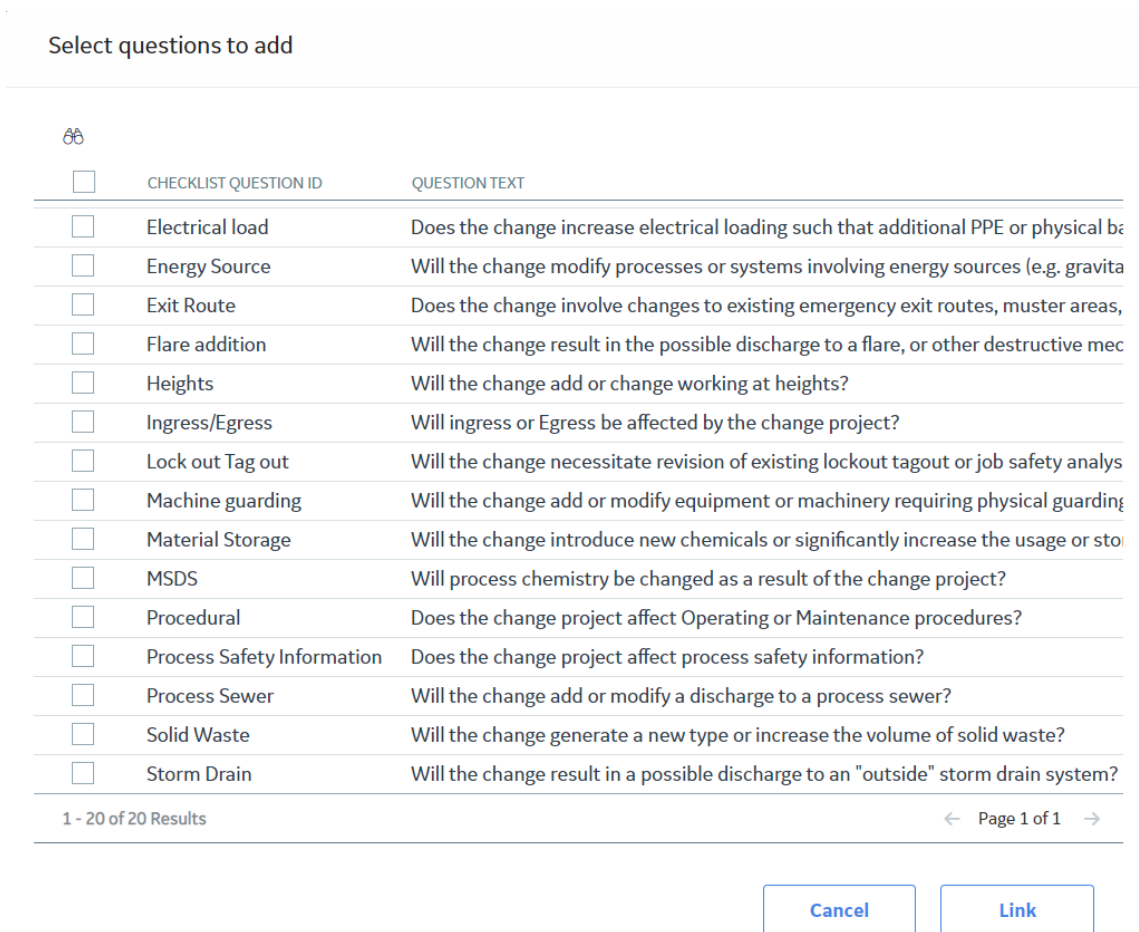 Select questions to add
CHECKLIST QUESTION ID QUESTION TEXT
Electrical load Does the change increase electrical loading such that additional PPE or physical
Energy Source Will the change modify processes or systems involving energy sources (e.g.
Exit Route Does the change involve changes to existing emergency exit routes, muster areas,
Flare addition Will the change result in the possible discharge to a flare, or other destructive
Heights Will the change add or change working at heights?
Ingress/Egress Will ingress or Egress be affected by the change project?
Lock out Tag out Will the change necessitate revision of existing lockout tagout or job safety
Machine guarding Will the change add or modify equipment or machinery requiring physical guarding
Material Storage Will the change introduce new chemicals or significantly increase the usage or
MSDS Will process chemistry be changed as a result of the change project?
Procedural Does the change project affect Operating or Maintenance procedures?
Process Safety Information Does the change project affect process safety information?
Process Sewer Will the change add or modify a discharge to a process sewer?
Solid Waste Will the change generate a new type or increase the volume of solid waste?
Storm Drain Will the change result in a possible discharge to an "outside" storm drain system?
1 - 20 of 20 Results Page 1 of 1
Cancel Link